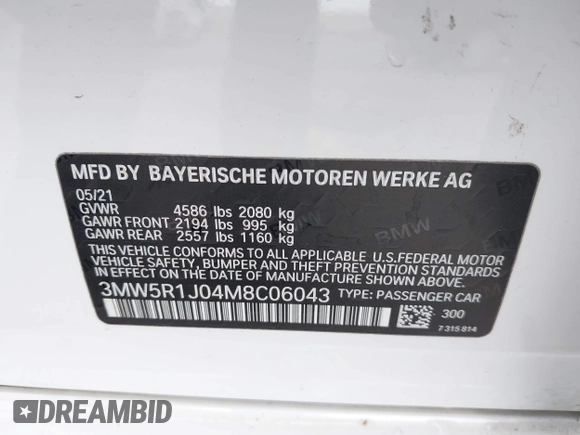 MFD BY BAYERISCHE MOTOREN WERKE AG
05/21
GVWR 4586 lbs 2080 kg
GAWR FRONT 2194 lbs 995 kg
GAWR REAR 2557 lbs 1160 kg
THIS VEHICLE CONFORMS TO ALL APPLICABLE U.S.FEDERAL MOTOR
VEHICLE SAFETY, BUMPER AND THEFT PREVENTION STANDARDS IN
EFFECT ON THE DATE OF MANUFACTURE SHOWN ABOVE.
3MW5R1J04M8C06043 TYPE: PASSENGER CAR
300
7 315 814
BMW
DREAMBID